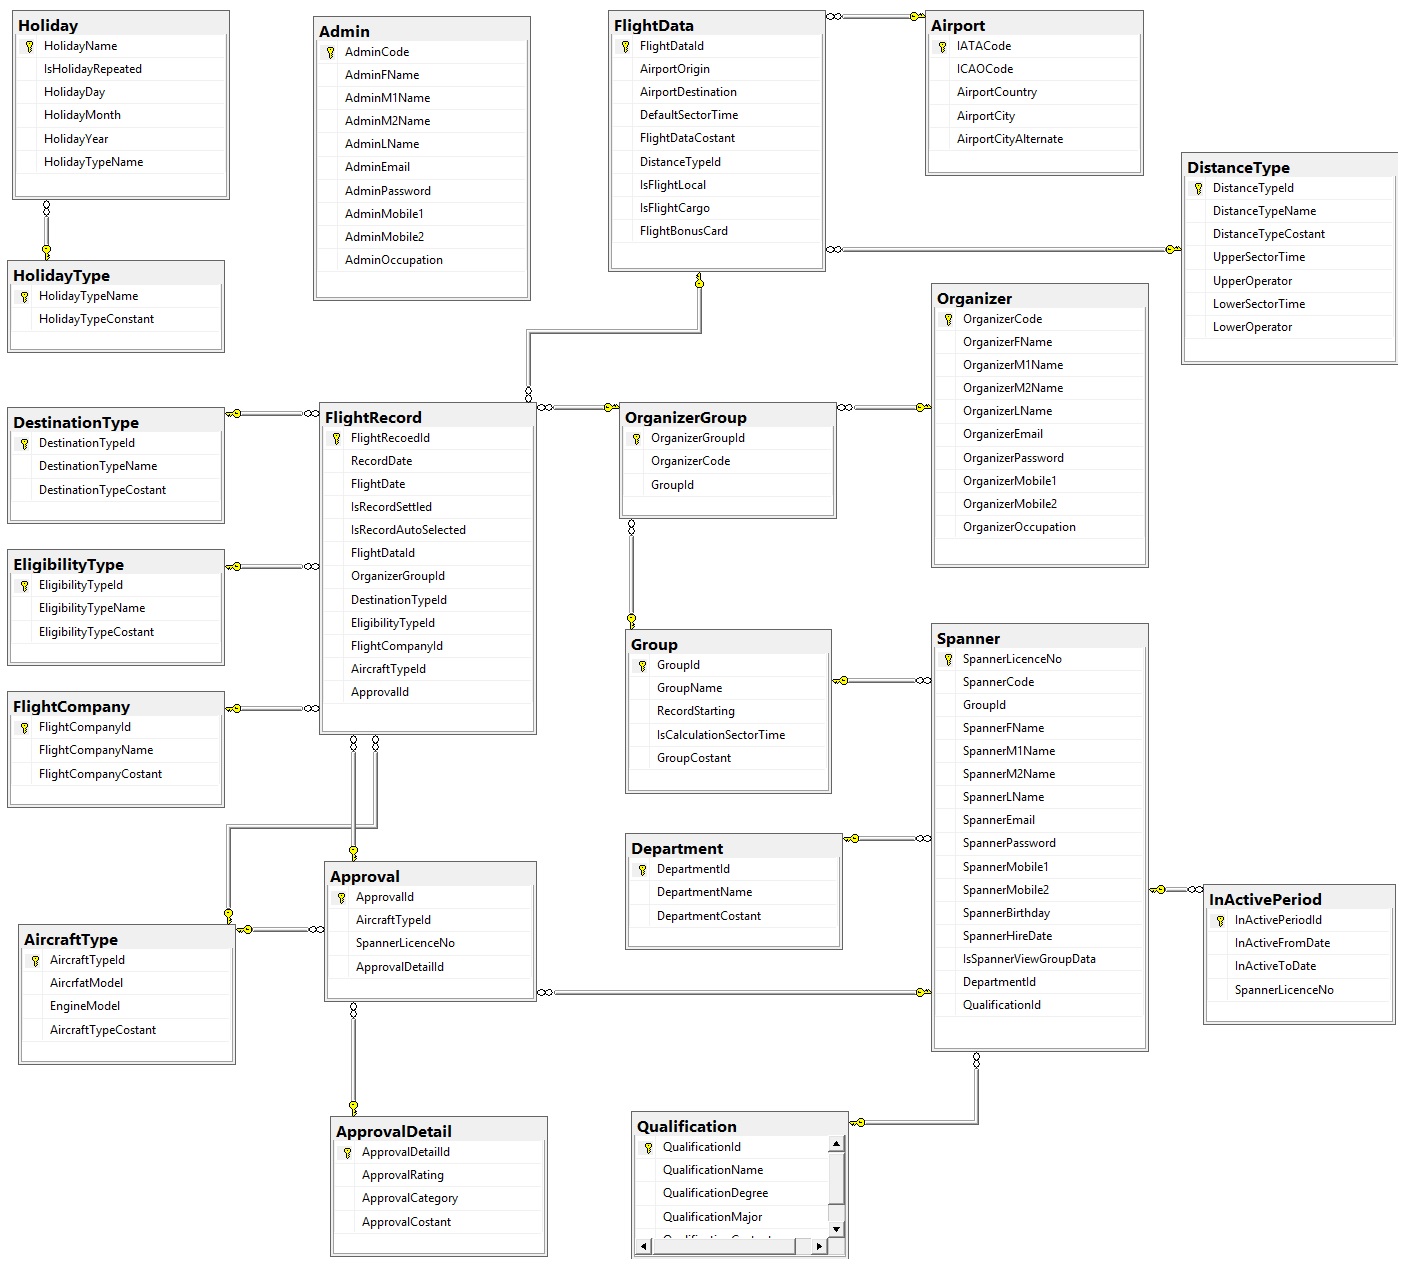 Holiday
HolidayName
IsHolidayRepeated
HolidayDay
HolidayMonth
HolidayYear
HolidayTypeName
Admin
AdminCode
AdminFName
AdminM1Name
AdminM2Name
AdminLName
AdminEmail
AdminPassword
AdminMobile1
AdminMobile2
AdminOccupation
FlightData
FlightDataId
AirportOrigin
AirportDestination
DefaultSectorTime
FlightDataCostant
DistanceTypeId
IsFlightLocal
IsFlightCargo
FlightBonusCard
Airport
IATACode
ICAOCode
AirportCountry
AirportCity
AirportCityAlternate
DistanceType
DistanceTypeId
DistanceTypeName
DistanceTypeCostant
UpperSectorTime
UpperOperator
LowerSectorTime
LowerOperator
HolidayType
HolidayTypeName
HolidayTypeConstant
Organizer
OrganizerCode
OrganizerFName
OrganizerM1Name
OrganizerM2Name
OrganizerLName
OrganizerEmail
OrganizerPassword
OrganizerMobile1
OrganizerMobile2
OrganizerOccupation
DestinationType
DestinationTypeId
DestinationTypeName
DestinationTypeCostant
FlightRecord
FlightRecoedId
RecordDate
FlightDate
IsRecordSettled
IsRecordAutoSelected
FlightDataId
OrganizerGroupId
DestinationTypeId
EligibilityTypeId
FlightCompanyId
AircraftTypeId
ApprovalId
OrganizerGroup
OrganizerGroupId
OrganizerCode
GroupId
EligibilityType
EligibilityTypeId
EligibilityTypeName
EligibilityTypeCostant
Group
GroupId
GroupName
RecordStarting
IsCalculationSectorTime
GroupCostant
Spanner
SpannerLicenceNo
SpannerCode
GroupId
SpannerFName
SpannerM1Name
SpannerM2Name
SpannerLName
SpannerEmail
SpannerPassword
SpannerMobile1
SpannerMobile2
SpannerBirthday
SpannerHireDate
IsSpannerViewGroupData
DepartmentId
QualificationId
FlightCompany
FlightCompanyId
FlightCompanyName
FlightCompanyCostant
Department
DepartmentId
DepartmentName
DepartmentCostant
Approval
ApprovalId
AircraftTypeId
SpannerLicenceNo
ApprovalDetailId
InActivePeriod
InActivePeriodId
InActiveFromDate
InActiveToDate
SpannerLicenceNo
AircraftType
AircraftTypeId
AircrfatModel
EngineModel
AircraftTypeCostant
ApprovalDetail
ApprovalDetailId
ApprovalRating
ApprovalCategory
ApprovalCostant
Qualification
QualificationId
QualificationName
QualificationDegree
QualificationMajor